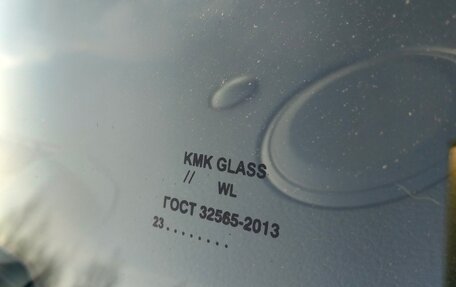 KMK GLASS
// WL
ГОСТ 32565-2013
23........